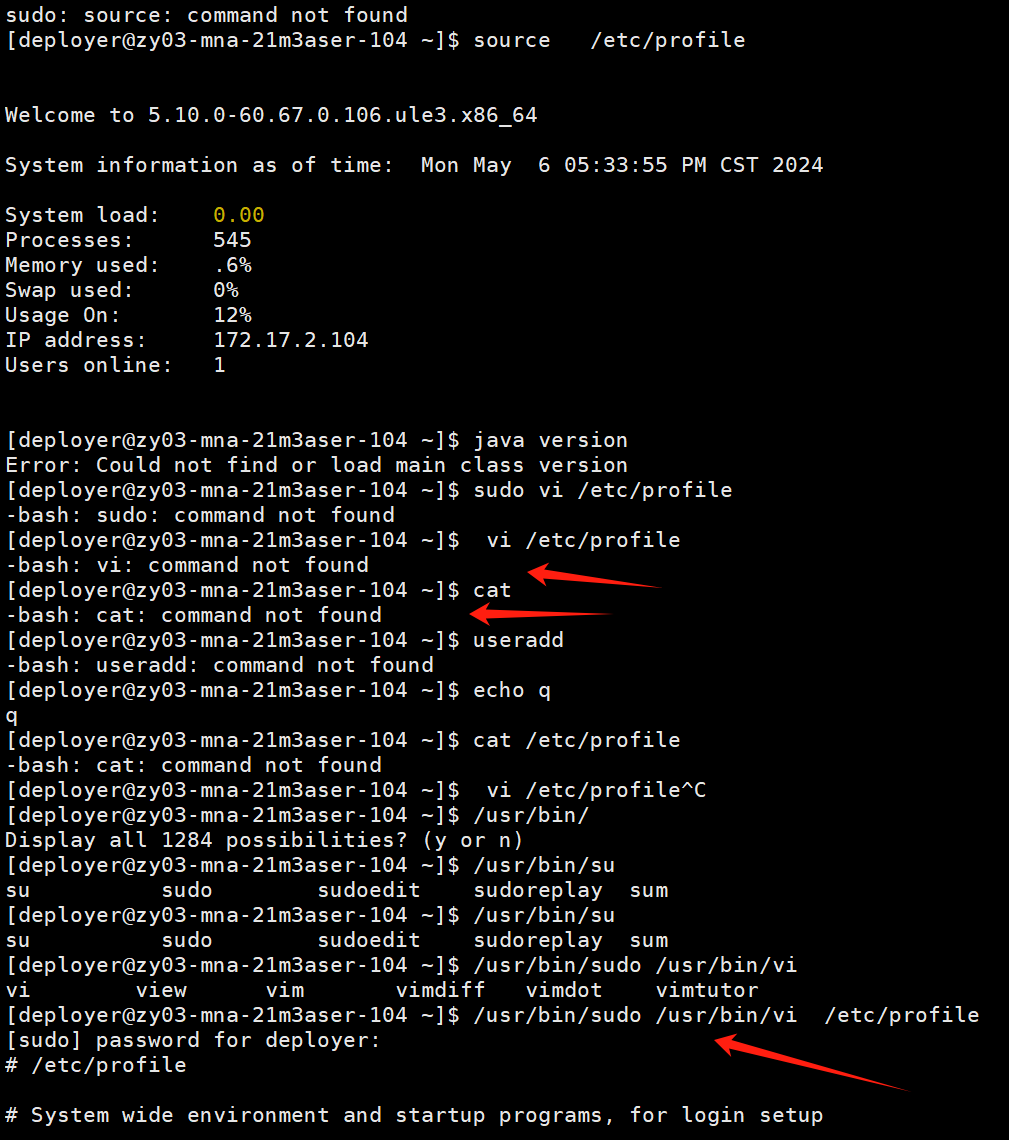 sudo: source: command not found
[deployer@zy03-mna-21m3aser-104 ~]$ source   /etc/profile
Welcome to 5.10.0-60.67.0.106.ule3.x86_64
System information as of time:  Mon May  6 05:33:55 PM CST 2024
System load:    0.00
Processes:      545
Memory used:    .6%
Swap used:      0%
Usage On:       12%
IP address:     172.17.2.104
Users online:   1
[deployer@zy03-mna-21m3aser-104 ~]$ java version
Error: Could not find or load main class version
[deployer@zy03-mna-21m3aser-104 ~]$ sudo vi /etc/profile
-bash: sudo: command not found
[deployer@zy03-mna-21m3aser-104 ~]$  vi /etc/profile
-bash: vi: command not found
[deployer@zy03-mna-21m3aser-104 ~]$ cat
-bash: cat: command not found
[deployer@zy03-mna-21m3aser-104 ~]$ useradd
-bash: useradd: command not found
[deployer@zy03-mna-21m3aser-104 ~]$ echo q
q
[deployer@zy03-mna-21m3aser-104 ~]$ cat /etc/profile
-bash: cat: command not found
[deployer@zy03-mna-21m3aser-104 ~]$  vi /etc/profile^C
[deployer@zy03-mna-21m3aser-104 ~]$ /usr/bin/
Display all 1284 possibilities? (y or n)
[deployer@zy03-mna-21m3aser-104 ~]$ /usr/bin/su
su          sudo        sudoedit    sudoreplay  sum
[deployer@zy03-mna-21m3aser-104 ~]$ /usr/bin/su
su          sudo        sudoedit    sudoreplay  sum
[deployer@zy03-mna-21m3aser-104 ~]$ /usr/bin/sudo /usr/bin/vi
vi        view      vim       vimdiff   vimdot    vimtutor
[deployer@zy03-mna-21m3aser-104 ~]$ /usr/bin/sudo /usr/bin/vi  /etc/profile
[sudo] password for deployer:
# /etc/profile
# System wide environment and startup programs, for login setup